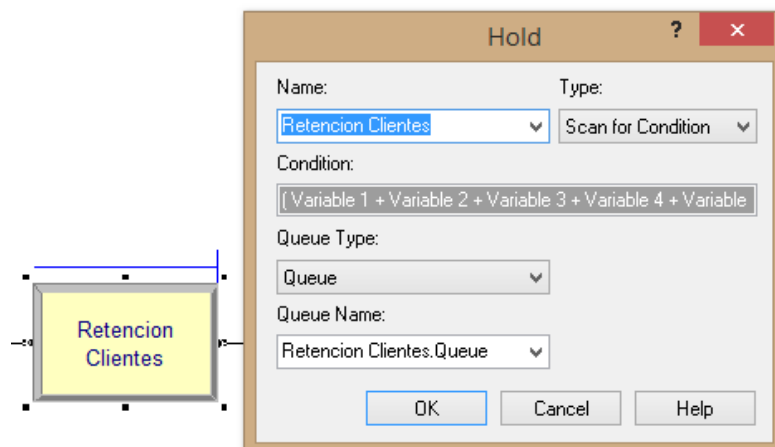 Retencion
Clientes
Hold
?
×
Name:
Type:
Retencion Clientes
Scan for Condition
Condition:
( Variable 1 + Variable 2 + Variable 3 + Variable 4 + Variable
Queue Type:
Queue
Queue Name:
Retencion Clientes.Queue
OK
Cancel
Help